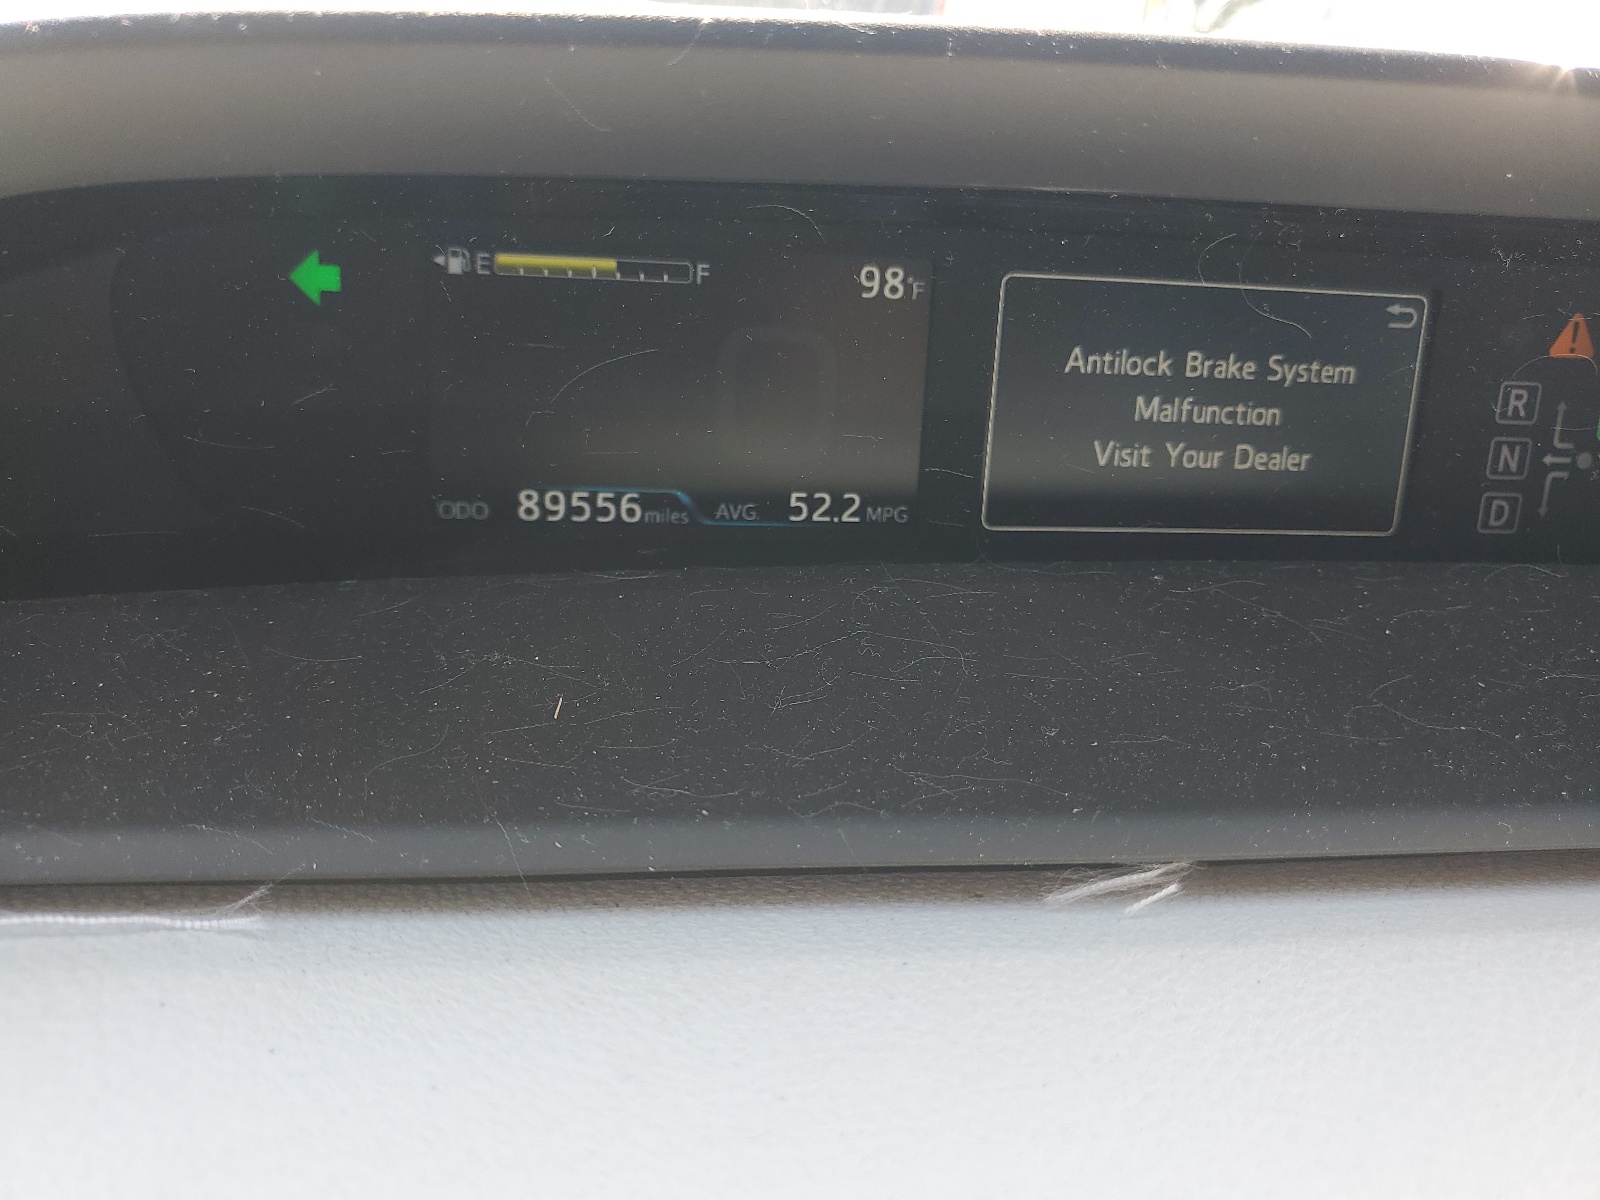 E F
98°F
ODO 89556 miles AVG. 52.2 MPG
Antilock Brake System
Malfunction
Visit Your Dealer
!
R
N
D